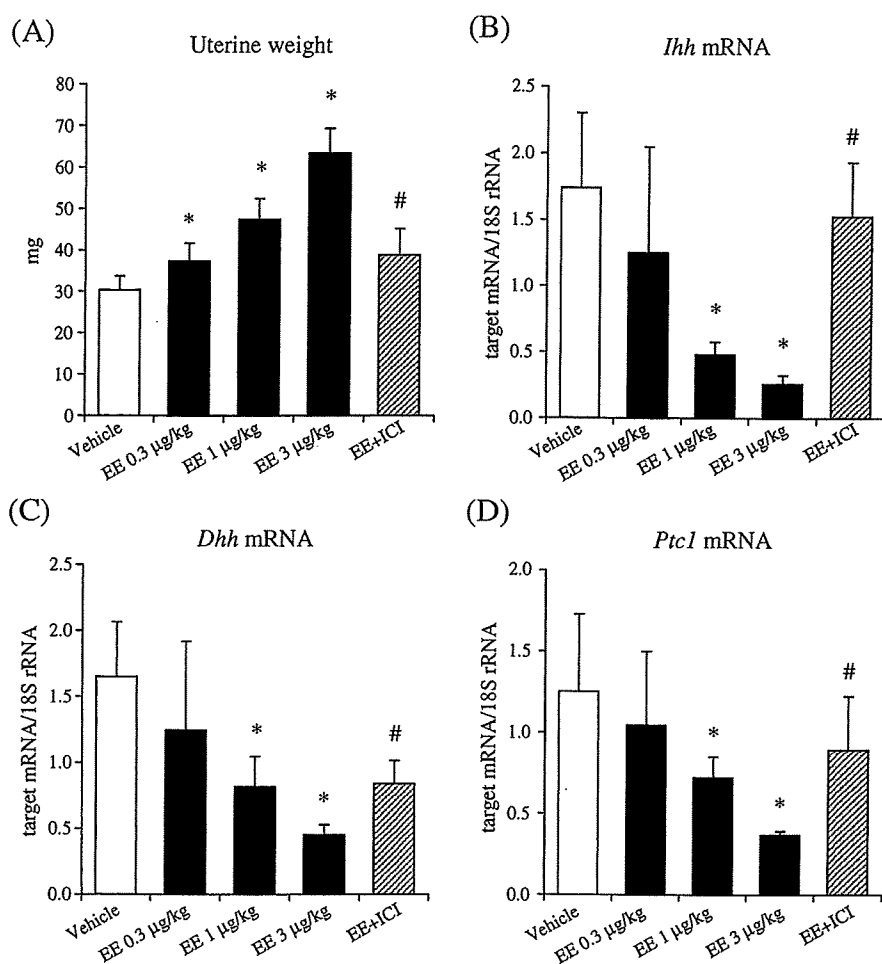 (A)
Uterine weight
80
70
60
50
40
30
20
10
0
mg
*
*
*
#
Vehicle
EE 0.3 µg/kg
EE 1 µg/kg
EE 3 µg/kg
EE+ICI
(B)
Ihh mRNA
2.5
2.0
1.5
1.0
0.5
0.0
target mRNA/18S rRNA
*
*
#
Vehicle
EE 0.3 µg/kg
EE 1 µg/kg
EE 3 µg/kg
EE+ICI
(C)
Dhh mRNA
2.5
2.0
1.5
1.0
0.5
0.0
target mRNA/18S rRNA
*
*
#
Vehicle
EE 0.3 µg/kg
EE 1 µg/kg
EE 3 µg/kg
EE+ICI
(D)
Ptc1 mRNA
2.0
1.5
1.0
0.5
0.0
target mRNA/18S rRNA
*
*
#
Vehicle
EE 0.3 µg/kg
EE 1 µg/kg
EE 3 µg/kg
EE+ICI